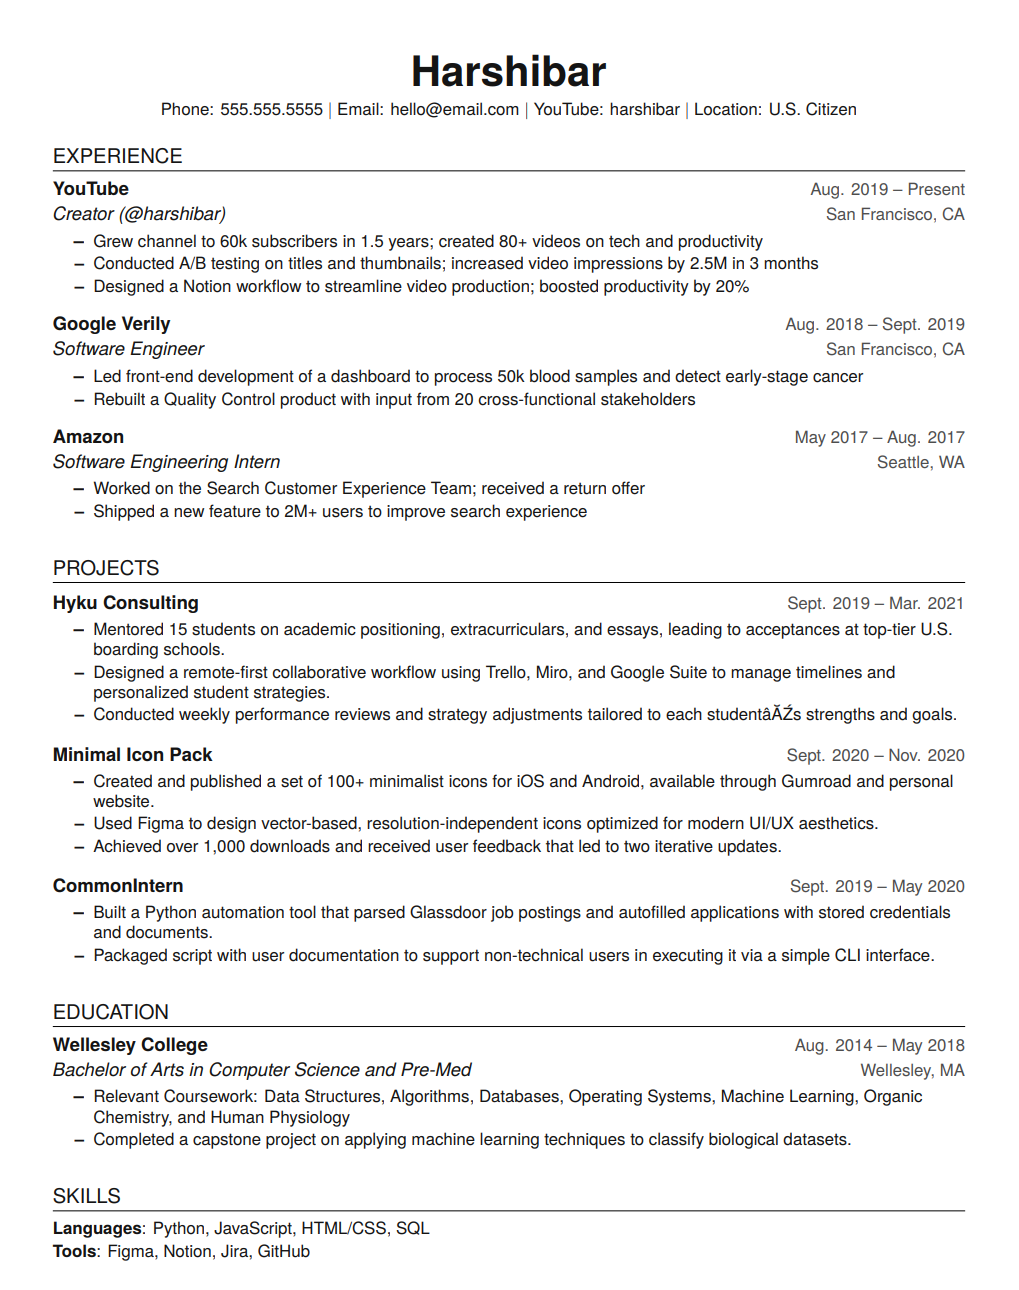 Harshibar
Phone: 555.555.5555 | Email: hello@email.com | YouTube: harshibar | Location: U.S. Citizen
EXPERIENCE
YouTube Aug. 2019 – Present
Creator (@harshibar) San Francisco, CA
– Grew channel to 60k subscribers in 1.5 years; created 80+ videos on tech and productivity
– Conducted A/B testing on titles and thumbnails; increased video impressions by 2.5M in 3 months
– Designed a Notion workflow to streamline video production; boosted productivity by 20%
Google Verily Aug. 2018 – Sept. 2019
Software Engineer San Francisco, CA
– Led front-end development of a dashboard to process 50k blood samples and detect early-stage cancer
– Rebuilt a Quality Control product with input from 20 cross-functional stakeholders
Amazon May 2017 – Aug. 2017
Software Engineering Intern Seattle, WA
– Worked on the Search Customer Experience Team; received a return offer
– Shipped a new feature to 2M+ users to improve search experience
PROJECTS
Hyku Consulting Sept. 2019 – Mar. 2021
– Mentored 15 students on academic positioning, extracurriculars, and essays, leading to acceptances at top-tier U.S.
boarding schools.
– Designed a remote-first collaborative workflow using Trello, Miro, and Google Suite to manage timelines and
personalized student strategies.
– Conducted weekly performance reviews and strategy adjustments tailored to each studentâĂŹs strengths and goals.
Minimal Icon Pack Sept. 2020 – Nov. 2020
– Created and published a set of 100+ minimalist icons for iOS and Android, available through Gumroad and personal
website.
– Used Figma to design vector-based, resolution-independent icons optimized for modern UI/UX aesthetics.
– Achieved over 1,000 downloads and received user feedback that led to two iterative updates.
CommonIntern Sept. 2019 – May 2020
– Built a Python automation tool that parsed Glassdoor job postings and autofilled applications with stored credentials
and documents.
– Packaged script with user documentation to support non-technical users in executing it via a simple CLI interface.
EDUCATION
Wellesley College Aug. 2014 – May 2018
Bachelor of Arts in Computer Science and Pre-Med Wellesley, MA
– Relevant Coursework: Data Structures, Algorithms, Databases, Operating Systems, Machine Learning, Organic
Chemistry, and Human Physiology
– Completed a capstone project on applying machine learning techniques to classify biological datasets.
SKILLS
Languages: Python, JavaScript, HTML/CSS, SQL
Tools: Figma, Notion, Jira, GitHub